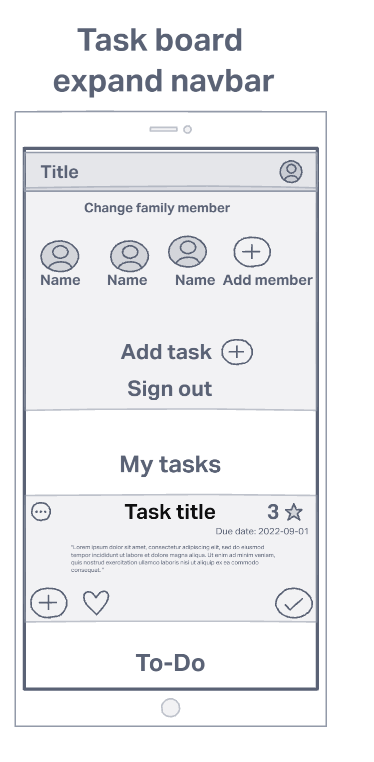 Task board
expand navbar
Title
Change family member
Name Name Name Add member
Add task
Sign out
My tasks
Task title 3
Due date: 2022-09-01
"Lorem ipsum dolor sit amet, consectetur adipiscing elit, sed do eiusmod
tempor incididunt ut labore et dolore magna aliqua. Ut enim ad minim veniam,
quis nostrud exercitation ullamco laboris nisi ut aliquip ex ea commodo
consequat."
To-Do